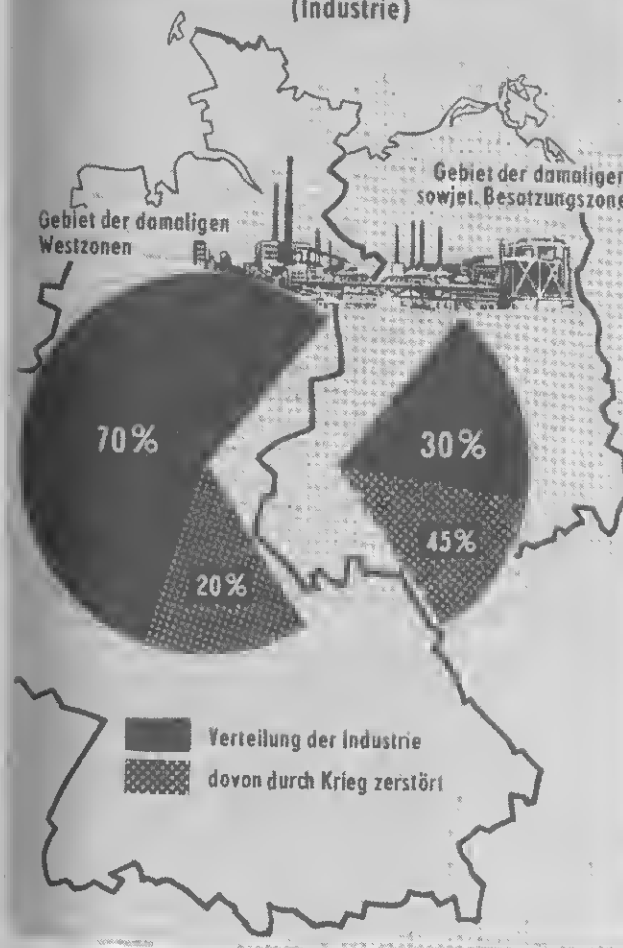 (Industrie)
Gebiet der damaligen
sowjet. Besatzungszone
Gebiet der damaligen
Westzonen
70%
30%
45%
20%
Verteilung der Industrie
davon durch Krieg zerstört